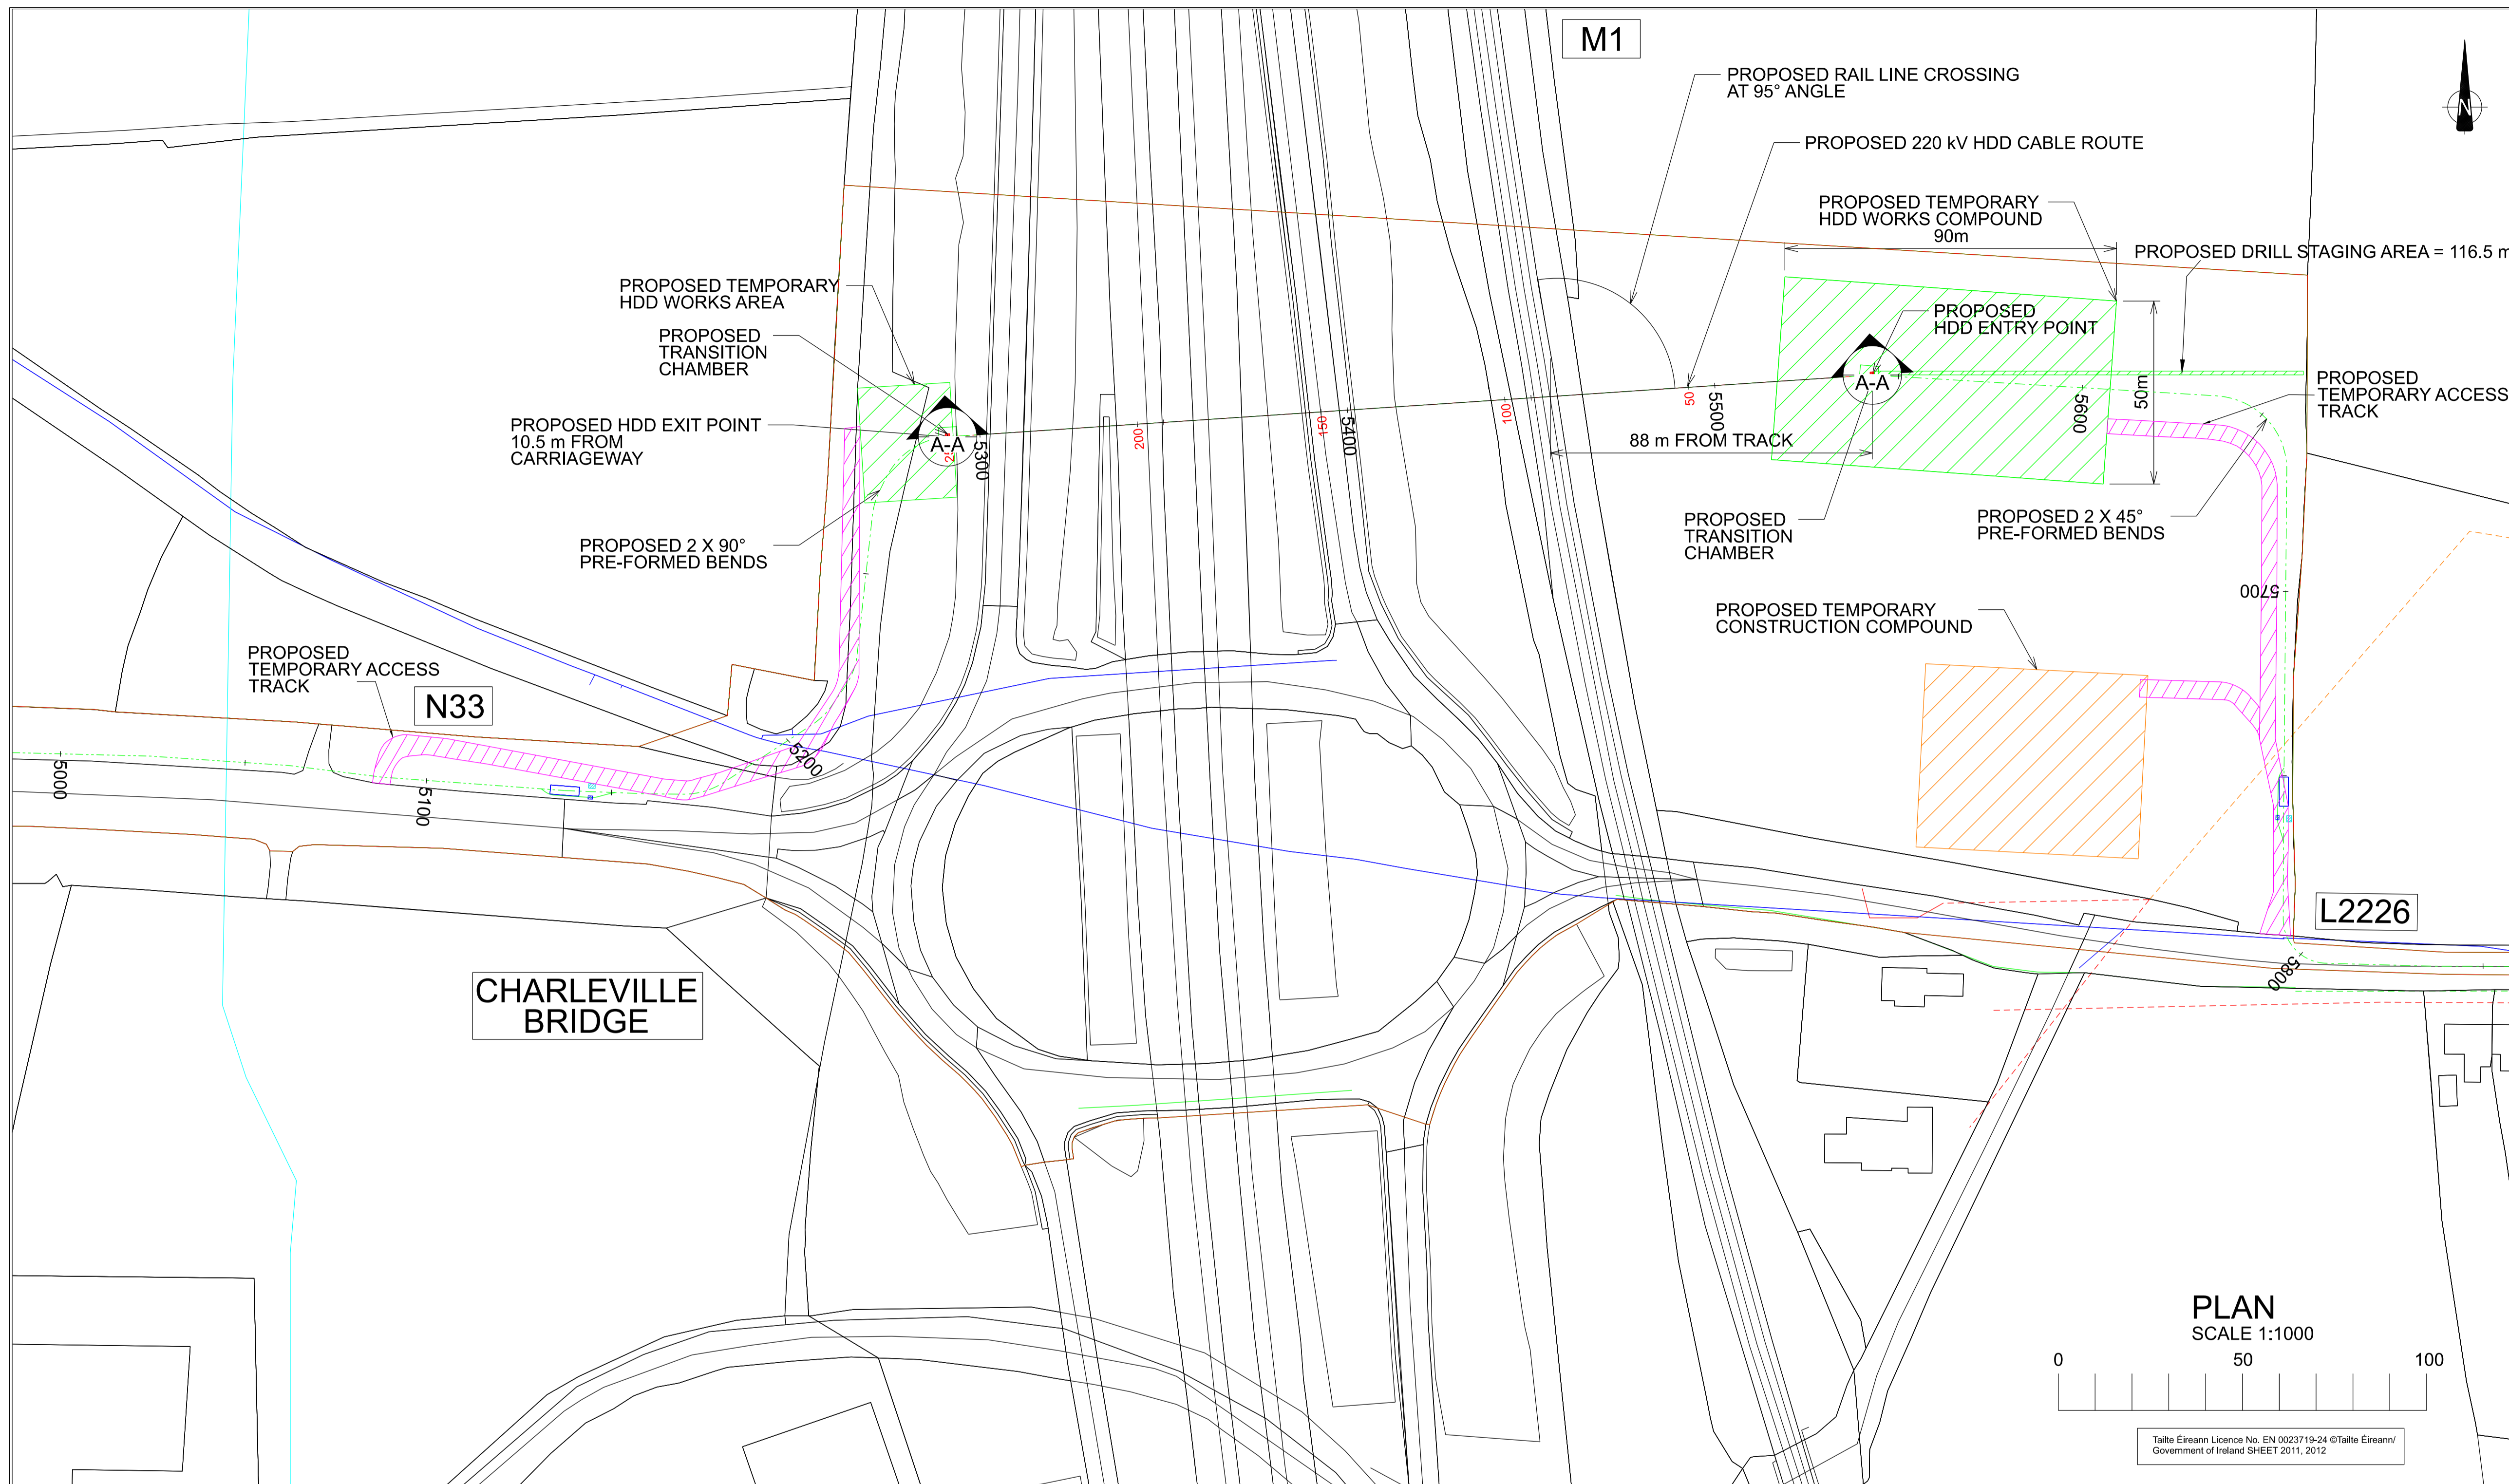 M1
PROPOSED RAIL LINE CROSSING
AT 95° ANGLE
N
PROPOSED 220 kV HDD CABLE ROUTE
PROPOSED TEMPORARY
HDD WORKS COMPOUND
90m
PROPOSED DRILL STAGING AREA = 116.5 m
PROPOSED TEMPORARY
HDD WORKS AREA
PROPOSED
TRANSITION
CHAMBER
PROPOSED
HDD ENTRY POINT
A-A
50m
PROPOSED
TEMPORARY ACCESS
TRACK
PROPOSED HDD EXIT POINT
10.5 m FROM
CARRIAGEWAY
A-A
5300
200
150
5400
100
50
5500
5600
88 m FROM TRACK
PROPOSED 2 X 90°
PRE-FORMED BENDS
PROPOSED
TRANSITION
CHAMBER
PROPOSED 2 X 45°
PRE-FORMED BENDS
5700
PROPOSED TEMPORARY
CONSTRUCTION COMPOUND
PROPOSED
TEMPORARY ACCESS
TRACK
N33
5000
5100
5200
L2226
5800
CHARLEVILLE
BRIDGE
PLAN
SCALE 1:1000
0 50 100
Tailte Éireann Licence No. EN 0023719-24 ©Tailte Éireann/
Government of Ireland SHEET 2011, 2012